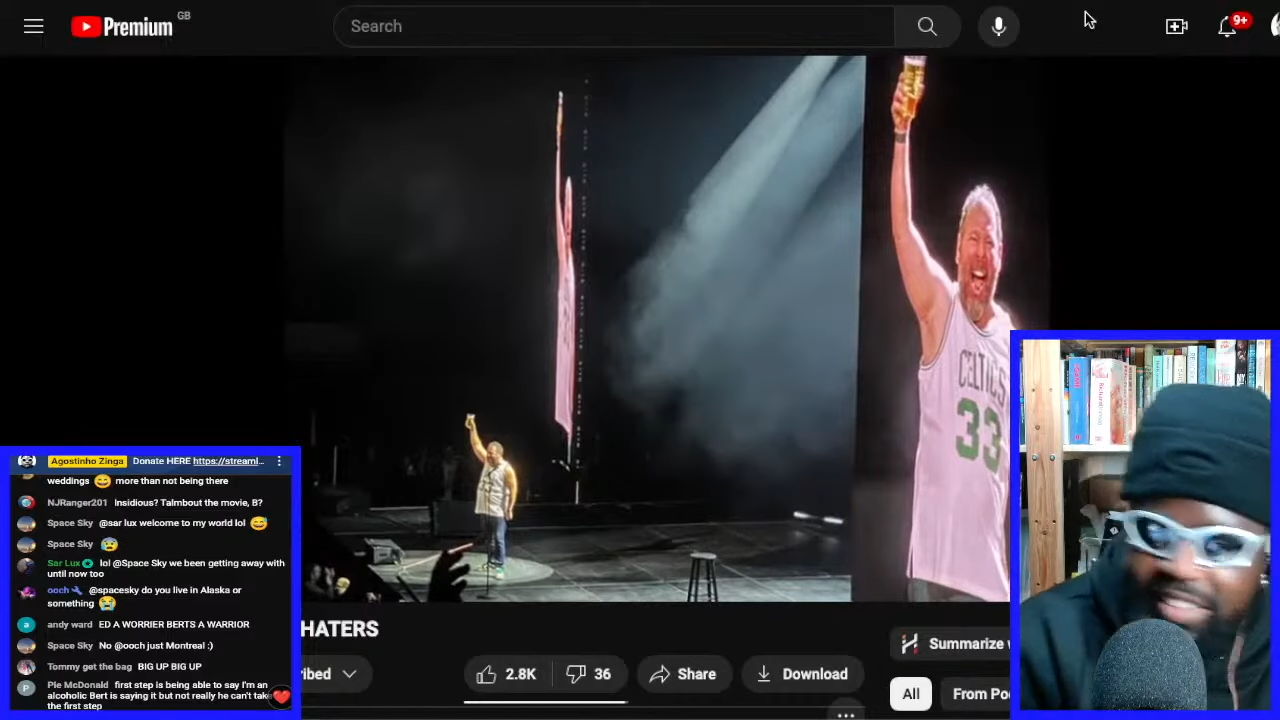 Premium GB
Search
9+
CELTICS
33
Agostinho Zinga Donate HERE https://streaml...
weddings 😅 more than not being there
NJRanger201 Insidious? Talmbout the movie, B?
Space Sky @sar lux welcome to my world lol 😅
Space Sky 😰
Sar Lux lol @Space Sky we been getting away with
until now too
ooch @spacesky do you live in Alaska or
something 😭
andy ward ED A WORRIER BERTS A WARRIOR
Space Sky No @ooch just Montreal :)
Tommy get the bag BIG UP BIG UP
Pie McDonald first step is being able to say I'm an
alcoholic Bert is saying it but not really he can't take
the first step
HATERS
Summarize
ribed
2.8K
36
Share
Download
All
From Po